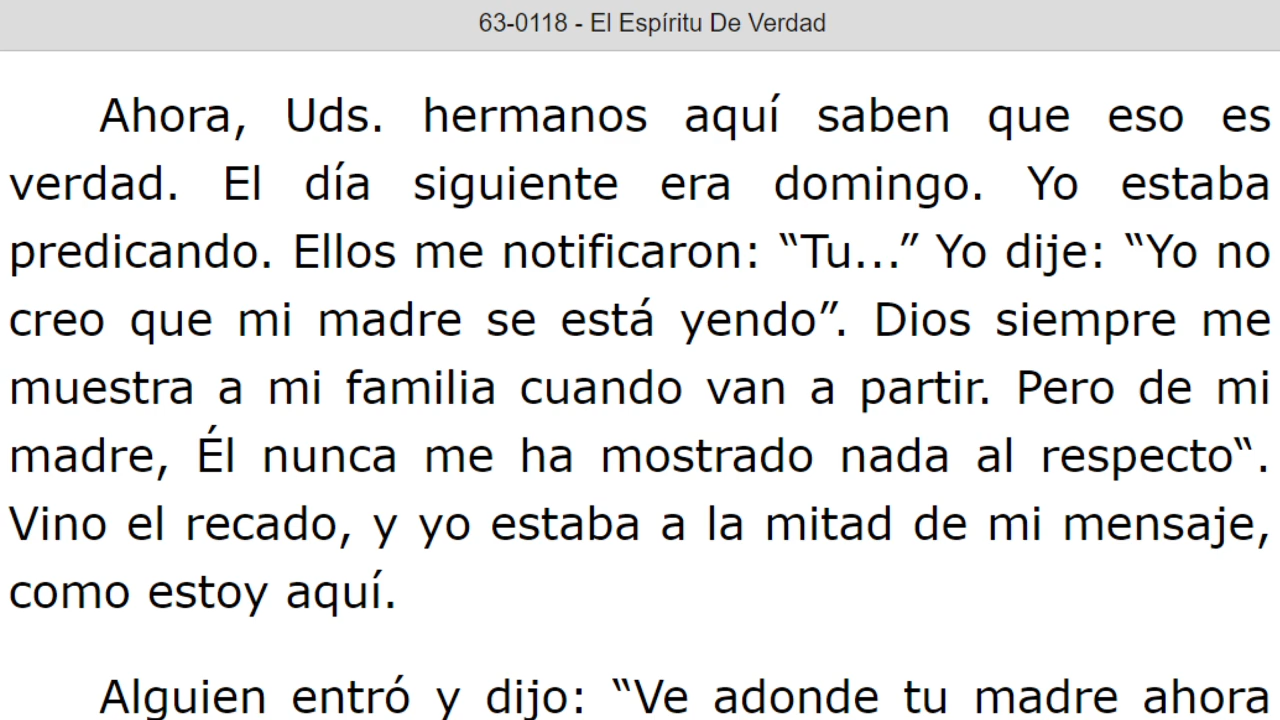 63-0118 - El Espíritu De Verdad
Ahora, Uds. hermanos aquí saben que eso es
verdad. El día siguiente era domingo. Yo estaba
predicando. Ellos me notificaron: “Tu...” Yo dije: “Yo no
creo que mi madre se está yendo”. Dios siempre me
muestra a mi familia cuando van a partir. Pero de mi
madre, Él nunca me ha mostrado nada al respecto“.
Vino el recado, y yo estaba a la mitad de mi mensaje,
como estoy aquí.
Alguien entró y dijo: “Ve adonde tu madre ahora